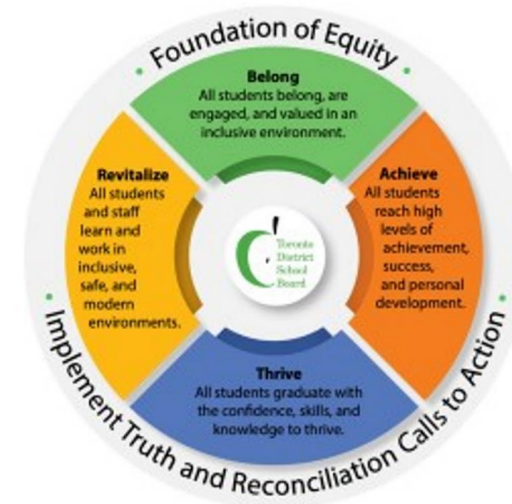 Foundation of Equity
Belong
All students belong, are
engaged, and valued in an
inclusive environment.
Revitalize
All students
and staff
learn and
work in
inclusive,
safe, and
modern
environments.
Achieve
All students
reach high
levels of
achievement,
success,
and personal
development.
Toronto
District
School
Board
Thrive
All students graduate with
the confidence, skills, and
knowledge to thrive.
Implement Truth and Reconciliation Calls to Action